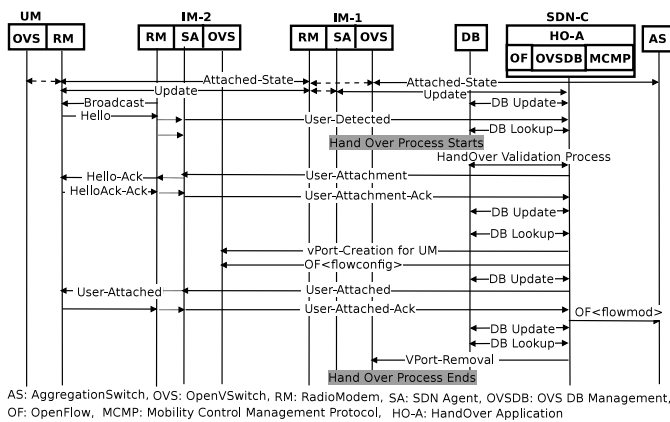 UM IM-2 IM-1 SDN-C
OVS RM RM SA OVS RM SA OVS DB HO-A AS
OF OVSDB MCMP
Attached-State Attached-State
Update Update
Broadcast DB Update
Hello User-Detected
DB Lookup
Hand Over Process Starts
HandOver Validation Process
Hello-Ack User-Attachment
HelloAck-Ack User-Attachment-Ack
DB Update
DB Lookup
vPort-Creation for UM
OF<flowconfig>
DB Update
User-Attached User-Attached
User-Attached-Ack OF<flowmod>
DB Update
DB Lookup
VPort-Removal
Hand Over Process Ends
AS: AggregationSwitch, OVS: OpenVSwitch, RM: RadioModem, SA: SDN Agent, OVSDB: OVS DB Management,
OF: OpenFlow, MCMP: Mobility Control Management Protocol, HO-A: HandOver Application